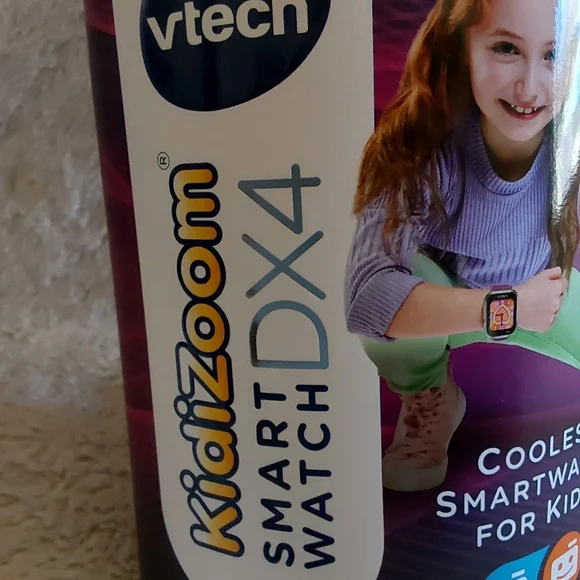 vtech
KidiZoom®
SMART
WATCH
DX4
COOLES
SMARTWA
FOR KID